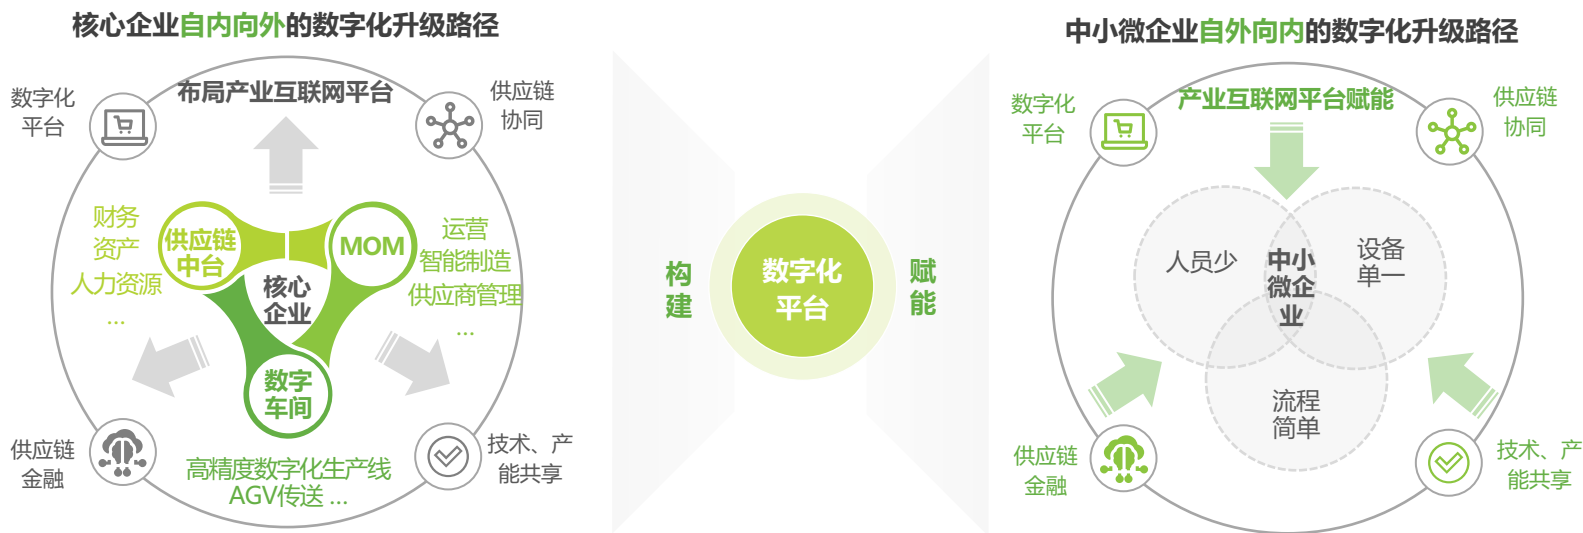 核心企业自内向外的数字化升级路径
布局产业互联网平台
数字化
平台
供应链
协同
财务
资产
人力资源
...
供应链
中台
MOM
运营
智能制造
供应商管理
...
核心
企业
数字
车间
高精度数字化生产线
AGV传送 ...
供应链
金融
技术、产
能共享
构
建
数字化
平台
赋
能
中小微企业自外向内的数字化升级路径
产业互联网平台赋能
数字化
平台
供应链
协同
人员少
中小
微企
业
设备
单一
流程
简单
供应链
金融
技术、产
能共享